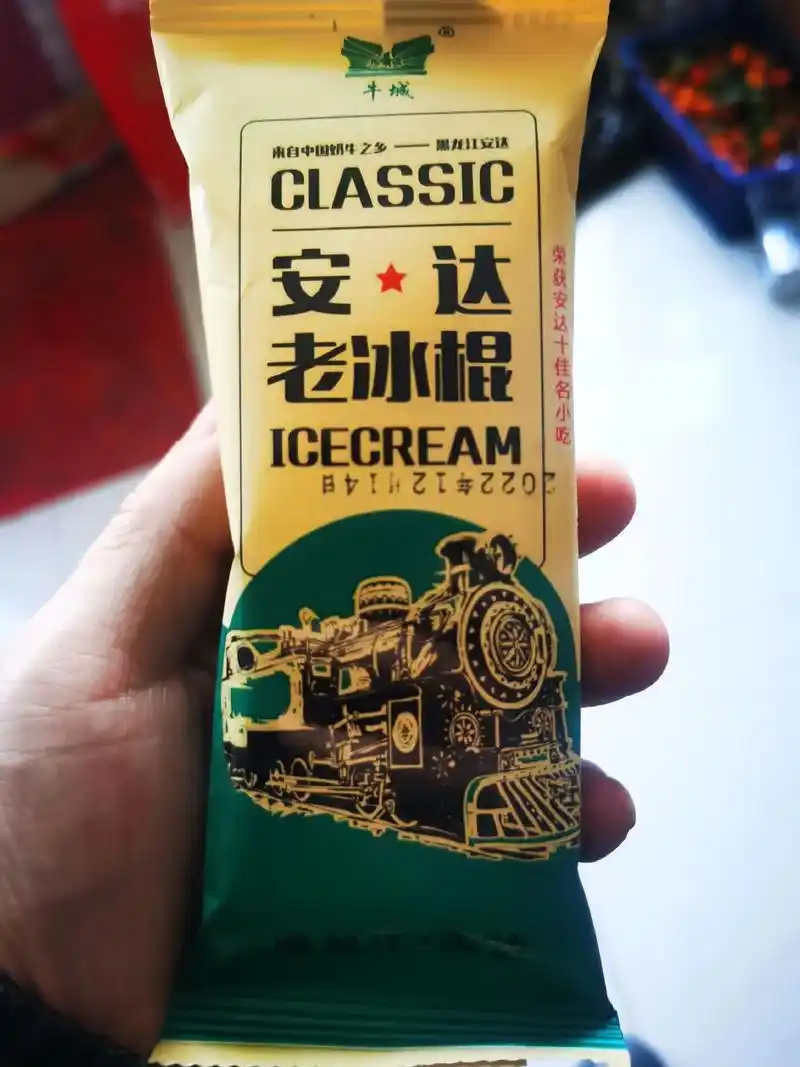 ®
牛城
来自中国奶牛之乡 —— 黑龙江安达
CLASSIC
安★达
老冰棍
ICECREAM
2022年12月14日
荣获安达十佳名小吃